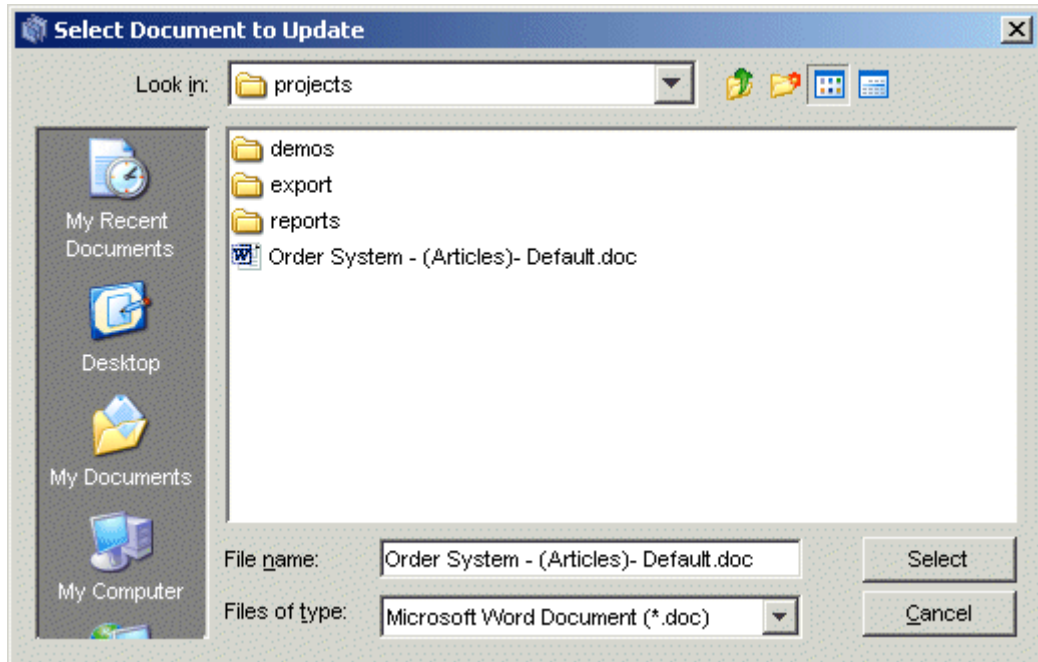 Select Document to Update
Look in: projects
My Recent
Documents
Desktop
My Documents
My Computer
demos
export
reports
Order System - (Articles)- Default.doc
File name: Order System - (Articles)- Default.doc Select
Files of type: Microsoft Word Document (*.doc) Cancel